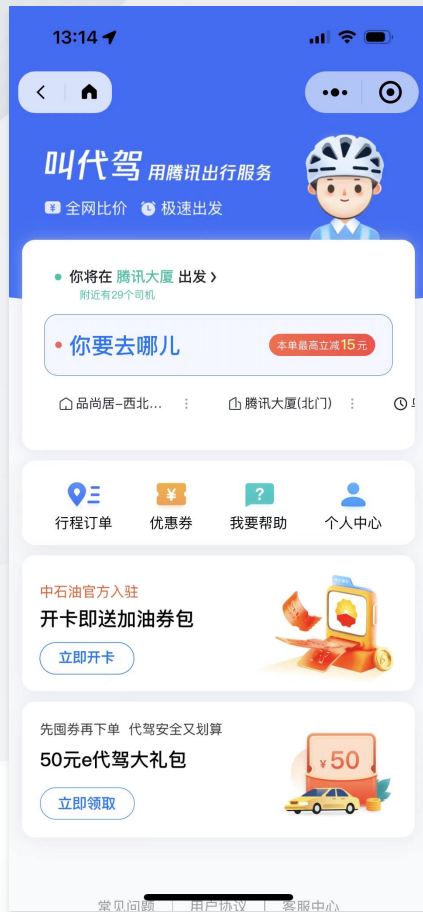 13:14
叫代驾 用腾讯出行服务
¥ 全网比价 极速出发
你将在 腾讯大厦 出发 >
附近有29个司机
你要去哪儿 本单最高立减15元
品尚居-西北... 腾讯大厦(北门)
¥ ?
行程订单 优惠券 我要帮助 个人中心
中石油官方入驻
开卡即送加油券包
立即开卡
先囤券再下单 代驾安全又划算
50元e代驾大礼包
¥50
立即领取
常见问题 用户协议 客服中心